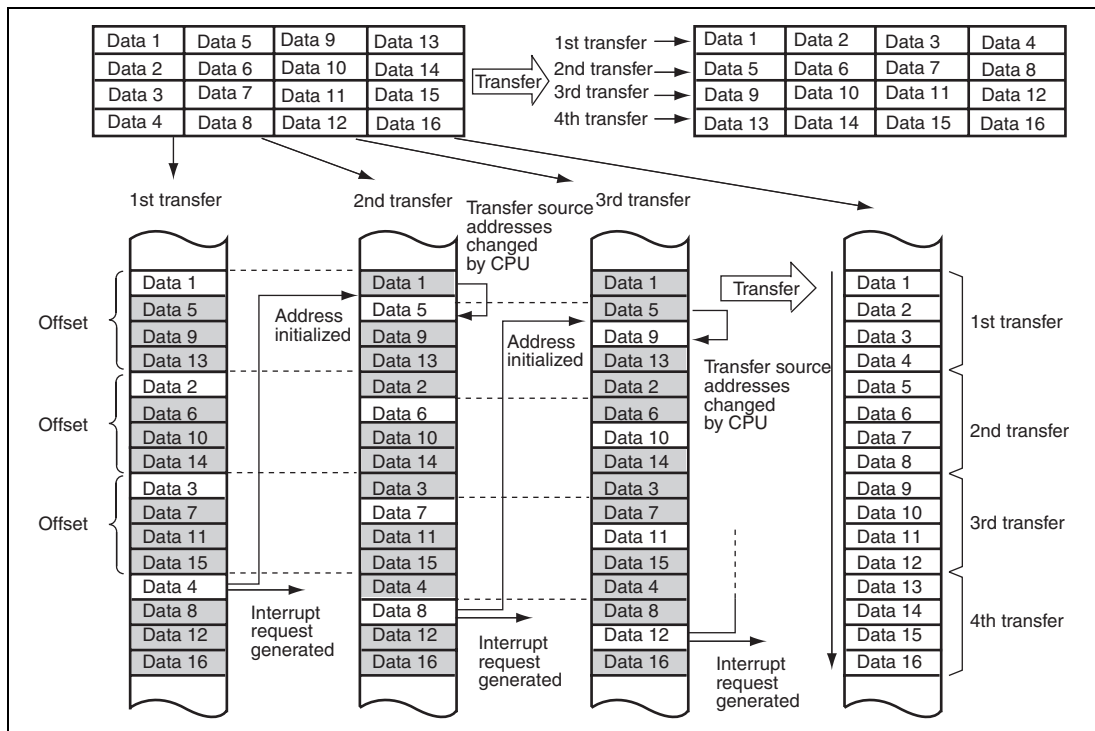 Data 1 Data 5 Data 9 Data 13
Data 2 Data 6 Data 10 Data 14
Data 3 Data 7 Data 11 Data 15
Data 4 Data 8 Data 12 Data 16
Transfer
1st transfer
2nd transfer
3rd transfer
4th transfer
Data 1 Data 2 Data 3 Data 4
Data 5 Data 6 Data 7 Data 8
Data 9 Data 10 Data 11 Data 12
Data 13 Data 14 Data 15 Data 16
1st transfer
Offset
Offset
Offset
Data 1
Data 5
Data 9
Data 13
Data 2
Data 6
Data 10
Data 14
Data 3
Data 7
Data 11
Data 15
Data 4
Data 8
Data 12
Data 16
Address
initialized
Interrupt
request
generated
2nd transfer
Transfer source
addresses
changed
by CPU
Data 1
Data 5
Data 9
Data 13
Data 2
Data 6
Data 10
Data 14
Data 3
Data 7
Data 11
Data 15
Data 4
Data 8
Data 12
Data 16
Address
initialized
Interrupt
request
generated
3rd transfer
Data 1
Data 5
Data 9
Data 13
Data 2
Data 6
Data 10
Data 14
Data 3
Data 7
Data 11
Data 15
Data 4
Data 8
Data 12
Data 16
Transfer
Transfer source
addresses
changed
by CPU
Interrupt
request
generated
Data 1
Data 2
Data 3
Data 4
Data 5
Data 6
Data 7
Data 8
Data 9
Data 10
Data 11
Data 12
Data 13
Data 14
Data 15
Data 16
1st transfer
2nd transfer
3rd transfer
4th transfer